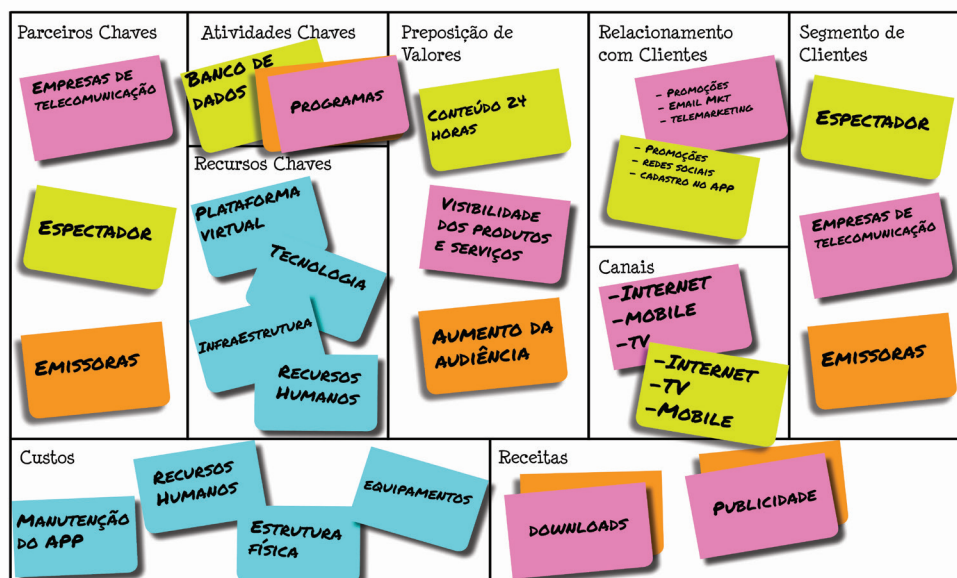 Parceiros Chaves
Empresas de
telecomunicação
Espectador
Emissoras
Atividades Chaves
Banco de
dados
Programas
Recursos Chaves
Plataforma
virtual
Tecnologia
InfraEstrutura
Recursos
Humanos
Preposição de
Valores
Conteúdo 24
horas
Visibilidade
dos produtos
e serviços
Aumento da
audiência
Relacionamento
com Clientes
- Promoções
- Email Mkt
- telemarketing
- Promoções
- redes sociais
- cadastro no app
Canais
-Internet
-mobile
-TV
-Internet
-TV
-Mobile
Segmento de
Clientes
Espectador
Empresas de
telecomunicação
Emissoras
Custos
Manutenção
do APP
Recursos
Humanos
Estrutura
física
equipamentos
Receitas
downloads
Publicidade